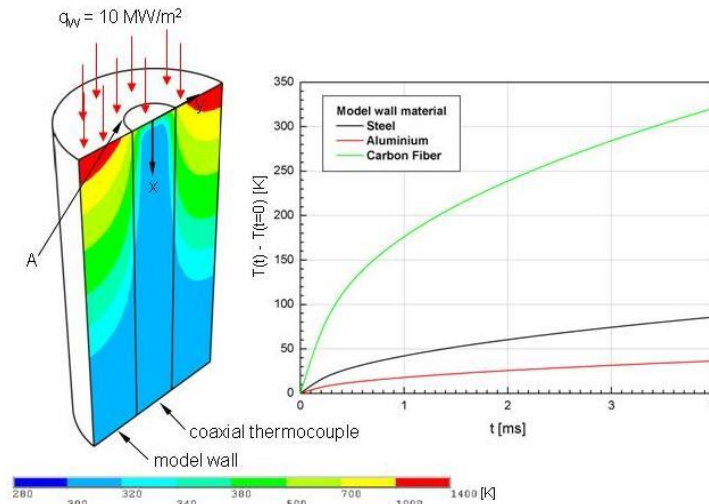 q_W = 10 MW/m²
y
x
A
coaxial thermocouple
model wall
280 320 380 700 1400 [K]
300 340 500 1000
T(t) - T(t=0) [K]
350
300
250
200
150
100
50
0
Model wall material
Steel
Aluminium
Carbon Fiber
0 1 2 3
t [ms]